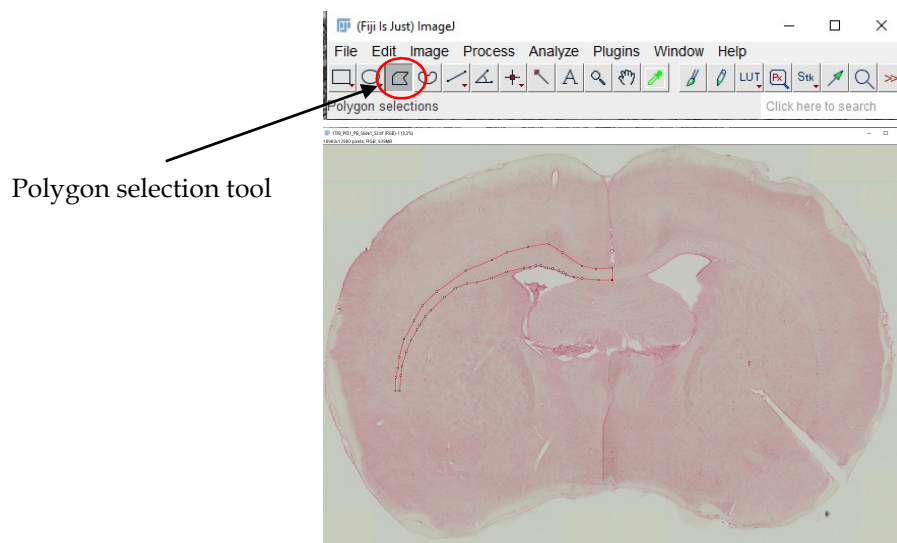 (Fiji Is Just) ImageJ
File Edit Image Process Analyze Plugins Window Help
A LUT Stk >>
Polygon selections
Click here to search
Polygon selection tool